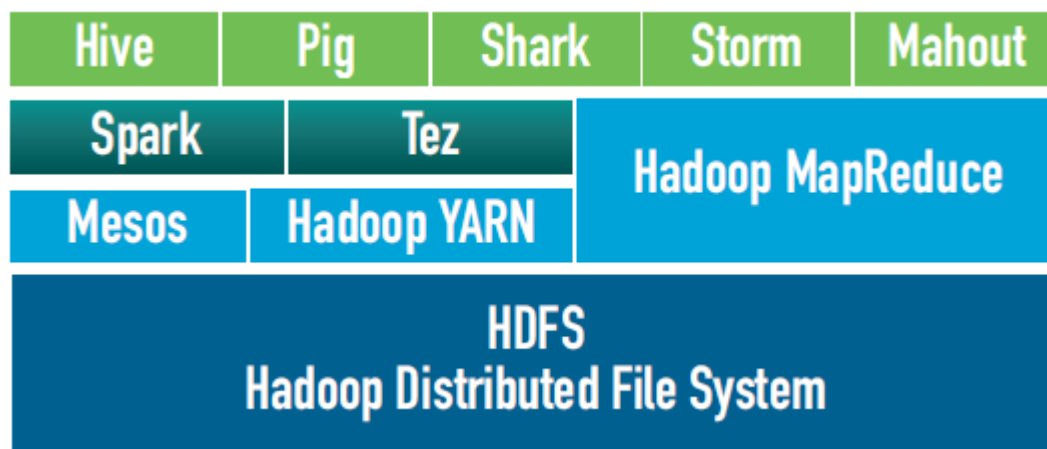 Hive
Pig
Shark
Storm
Mahout
Spark
Tez
Hadoop MapReduce
Mesos
Hadoop YARN
HDFS
Hadoop Distributed File System